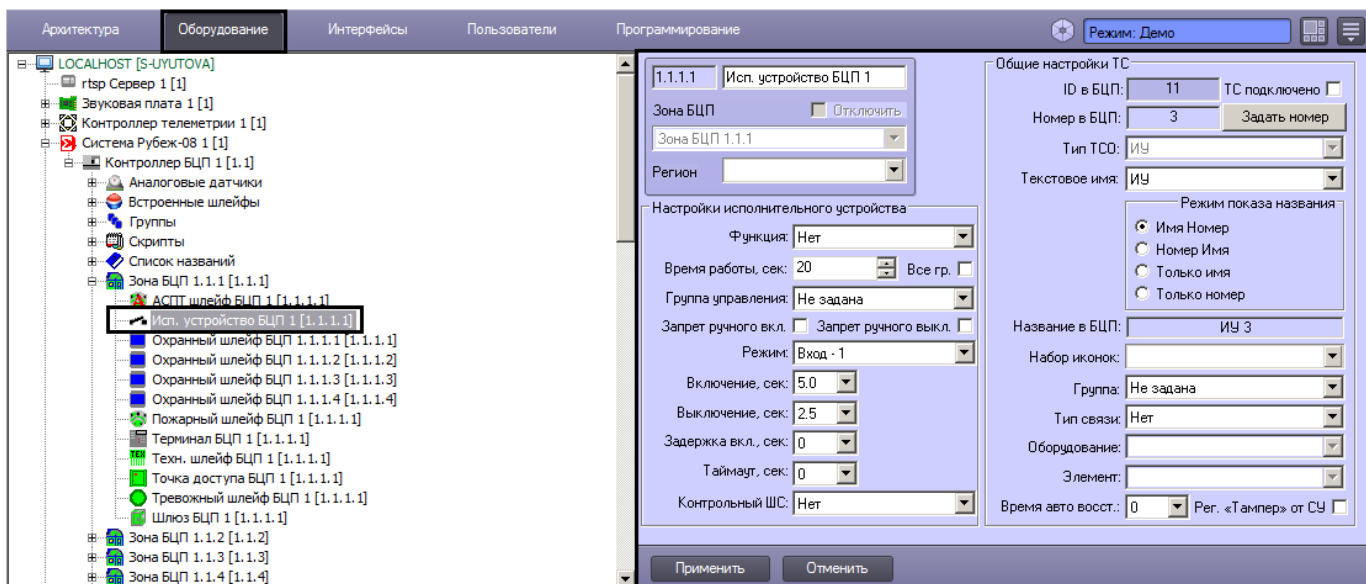 Архитектура Оборудование Интерфейсы Пользователи Программирование Режим: Демо
LOCALHOST [S-UYUTOVA]
rtsp Сервер 1 [1]
Звуковая плата 1 [1]
Контроллер телеметрии 1 [1]
Система Рубеж-08 1 [1]
Контроллер БЦП 1 [1.1]
Аналоговые датчики
Встроенные шлейфы
Группы
Скрипты
Список названий
Зона БЦП 1.1.1 [1.1.1]
АСПТ шлейф БЦП 1 [1.1.1.1]
Исп. устройство БЦП 1 [1.1.1.1]
Охранный шлейф БЦП 1.1.1.1 [1.1.1.1]
Охранный шлейф БЦП 1.1.1.2 [1.1.1.2]
Охранный шлейф БЦП 1.1.1.3 [1.1.1.3]
Охранный шлейф БЦП 1.1.1.4 [1.1.1.4]
Пожарный шлейф БЦП 1 [1.1.1.1]
Терминал БЦП 1 [1.1.1.1]
Техн. шлейф БЦП 1 [1.1.1.1]
Точка доступа БЦП 1 [1.1.1.1]
Тревожный шлейф БЦП 1 [1.1.1.1]
Шлюз БЦП 1 [1.1.1.1]
Зона БЦП 1.1.2 [1.1.2]
Зона БЦП 1.1.3 [1.1.3]
Зона БЦП 1.1.4 [1.1.4]
1.1.1.1 Исп. устройство БЦП 1
Зона БЦП Отключить
Зона БЦП 1.1.1
Регион
Настройки исполнительного устройства
Функция: Нет
Время работы, сек: 20 Все гр.
Группа управления: Не задана
Запрет ручного вкл. Запрет ручного выкл.
Режим: Вход - 1
Включение, сек: 5.0
Выключение, сек: 2.5
Задержка вкл., сек: 0
Таймаут, сек: 0
Контрольный ШС: Нет
Общие настройки ТС
ID в БЦП: 11 ТС подключено
Номер в БЦП: 3 Задать номер
Тип ТСО: ИУ
Текстовое имя: ИУ
Режим показа названия
Имя Номер
Номер Имя
Только имя
Только номер
Название в БЦП: ИУ 3
Набор иконок:
Группа: Не задана
Тип связи: Нет
Оборудование:
Элемент:
Время авто восст.: 0 Рег. «Тампер» от СУ
Применить Отменить